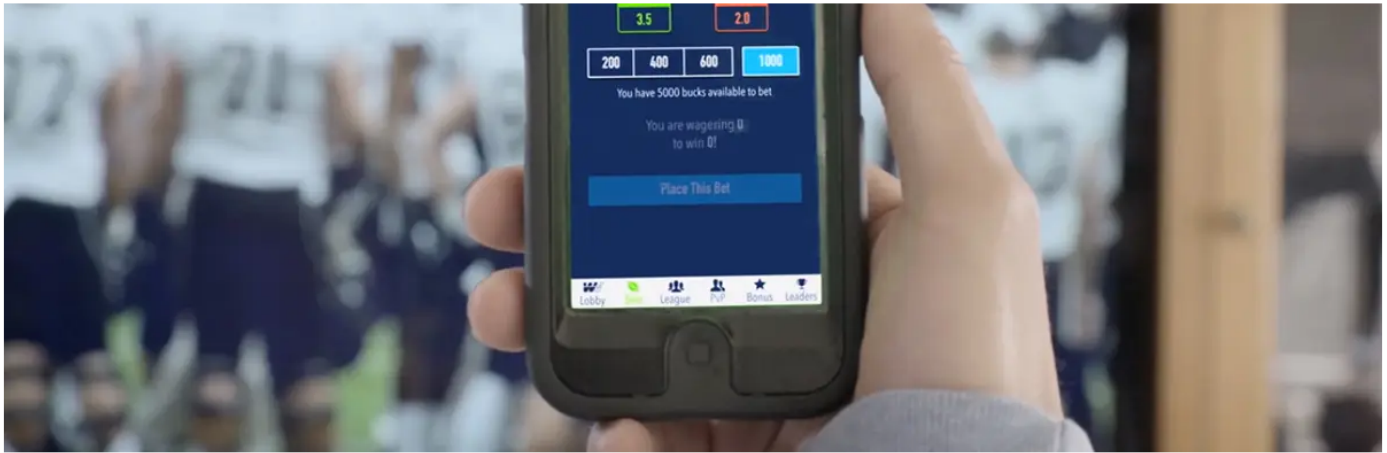 3.5 2.0
200 400 600 1000
You have 5000 bucks available to bet
You are wagering 0
to win 0!
Place This Bet
Lobby League PvP Bonus Leaders
21